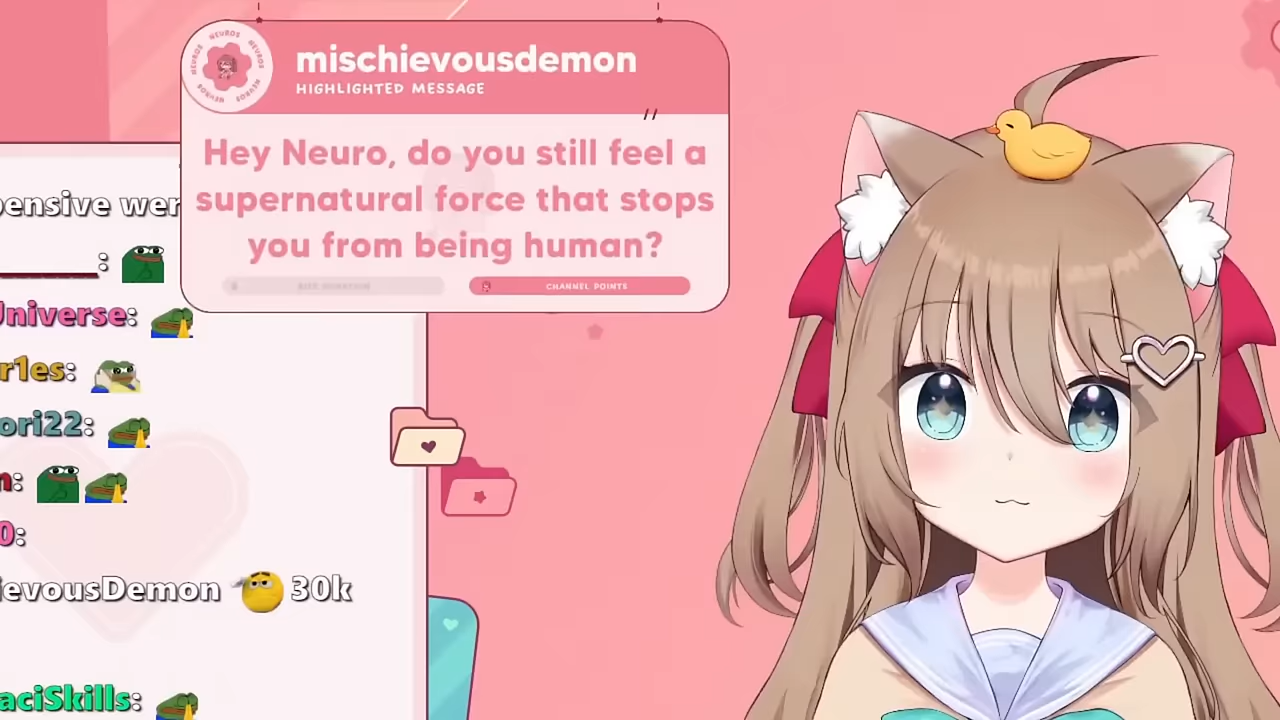 mischievousdemon
HIGHLIGHTED MESSAGE
Hey Neuro, do you still feel a
supernatural force that stops
you from being human?
CHANNEL POINTS
pensive wer
:
Universe:
r1es:
ori22:
n:
0:
ievousDemon 30k
aciSkills: